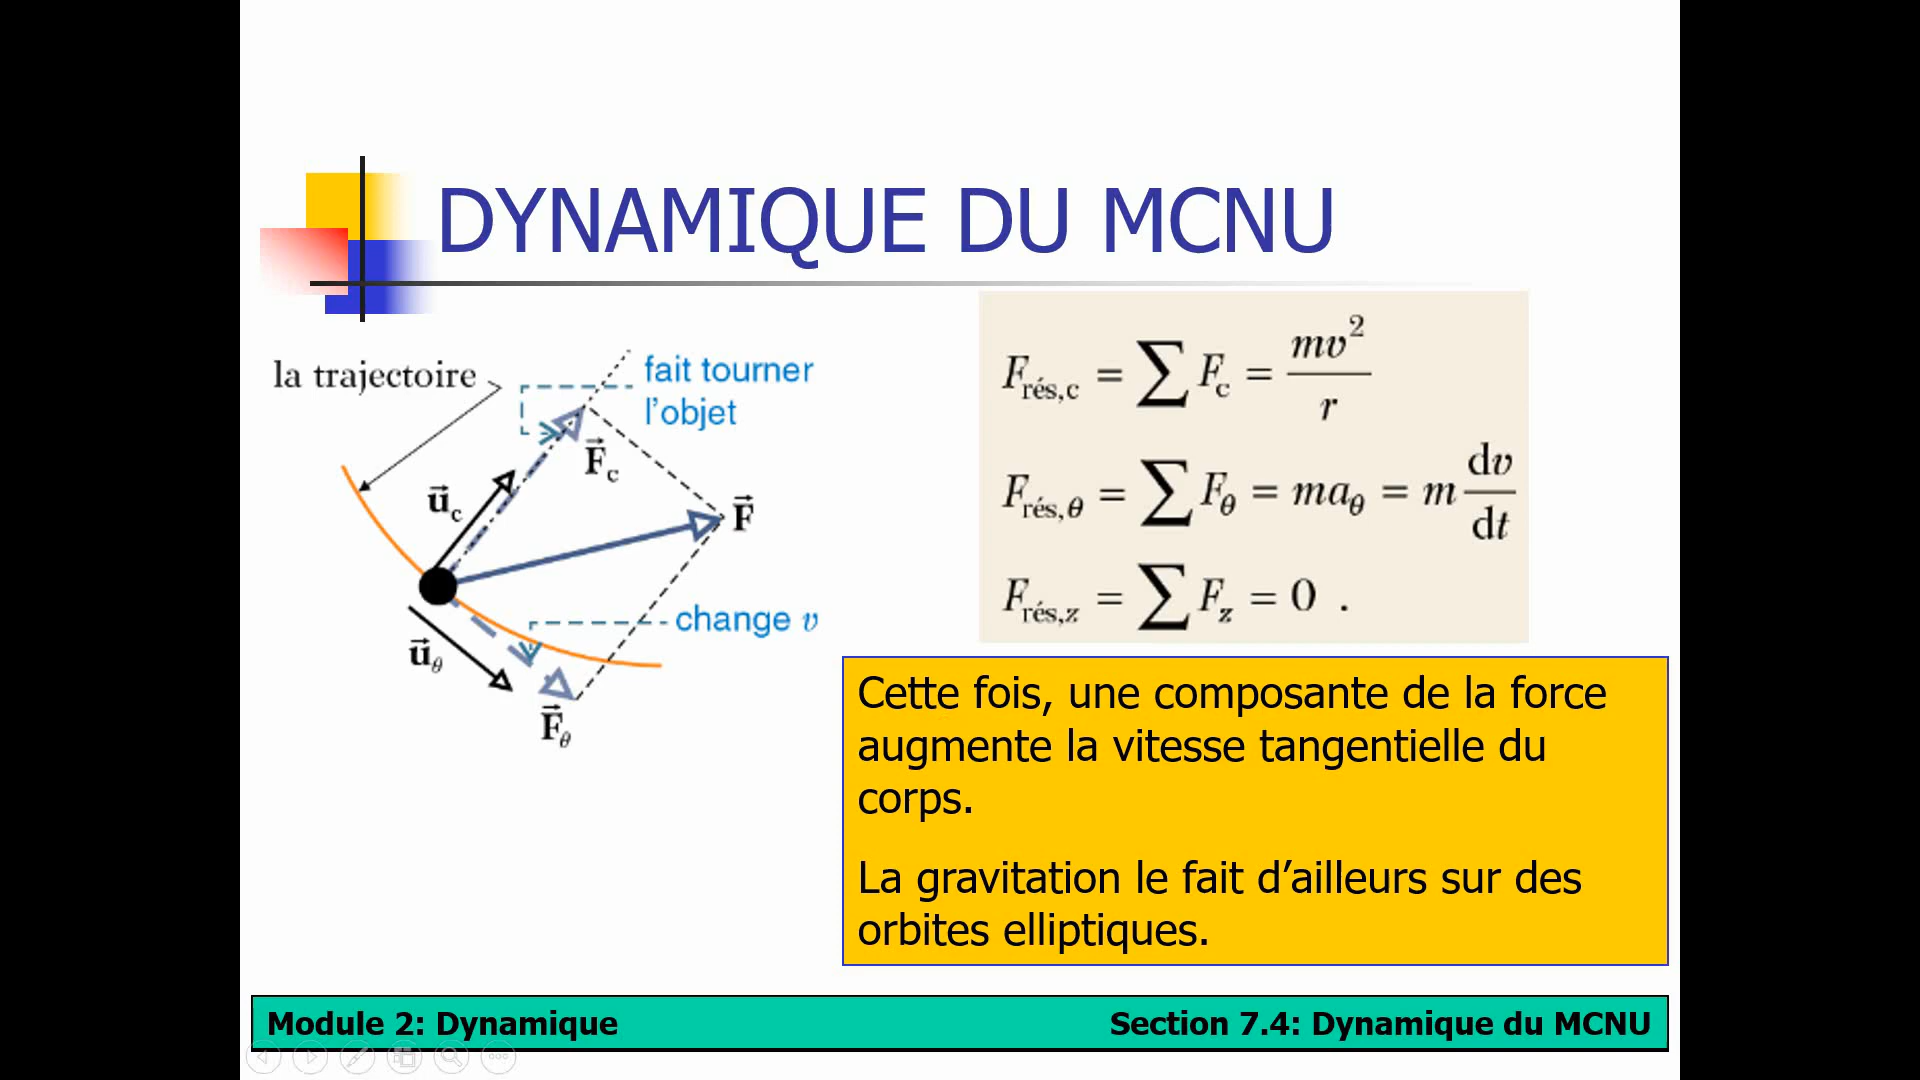 DYNAMIQUE DU MCNU
la trajectoire
fait tourner
l’objet
F⃗c
u⃗c
F⃗
change v
u⃗θ
F⃗θ
Frés,c = ∑ Fc = mv²/r
Frés,θ = ∑ Fθ = maθ = m dv/dt
Frés,z = ∑ Fz = 0 .
Cette fois, une composante de la force
augmente la vitesse tangentielle du
corps.
La gravitation le fait d’ailleurs sur des
orbites elliptiques.
Module 2: Dynamique
Section 7.4: Dynamique du MCNU